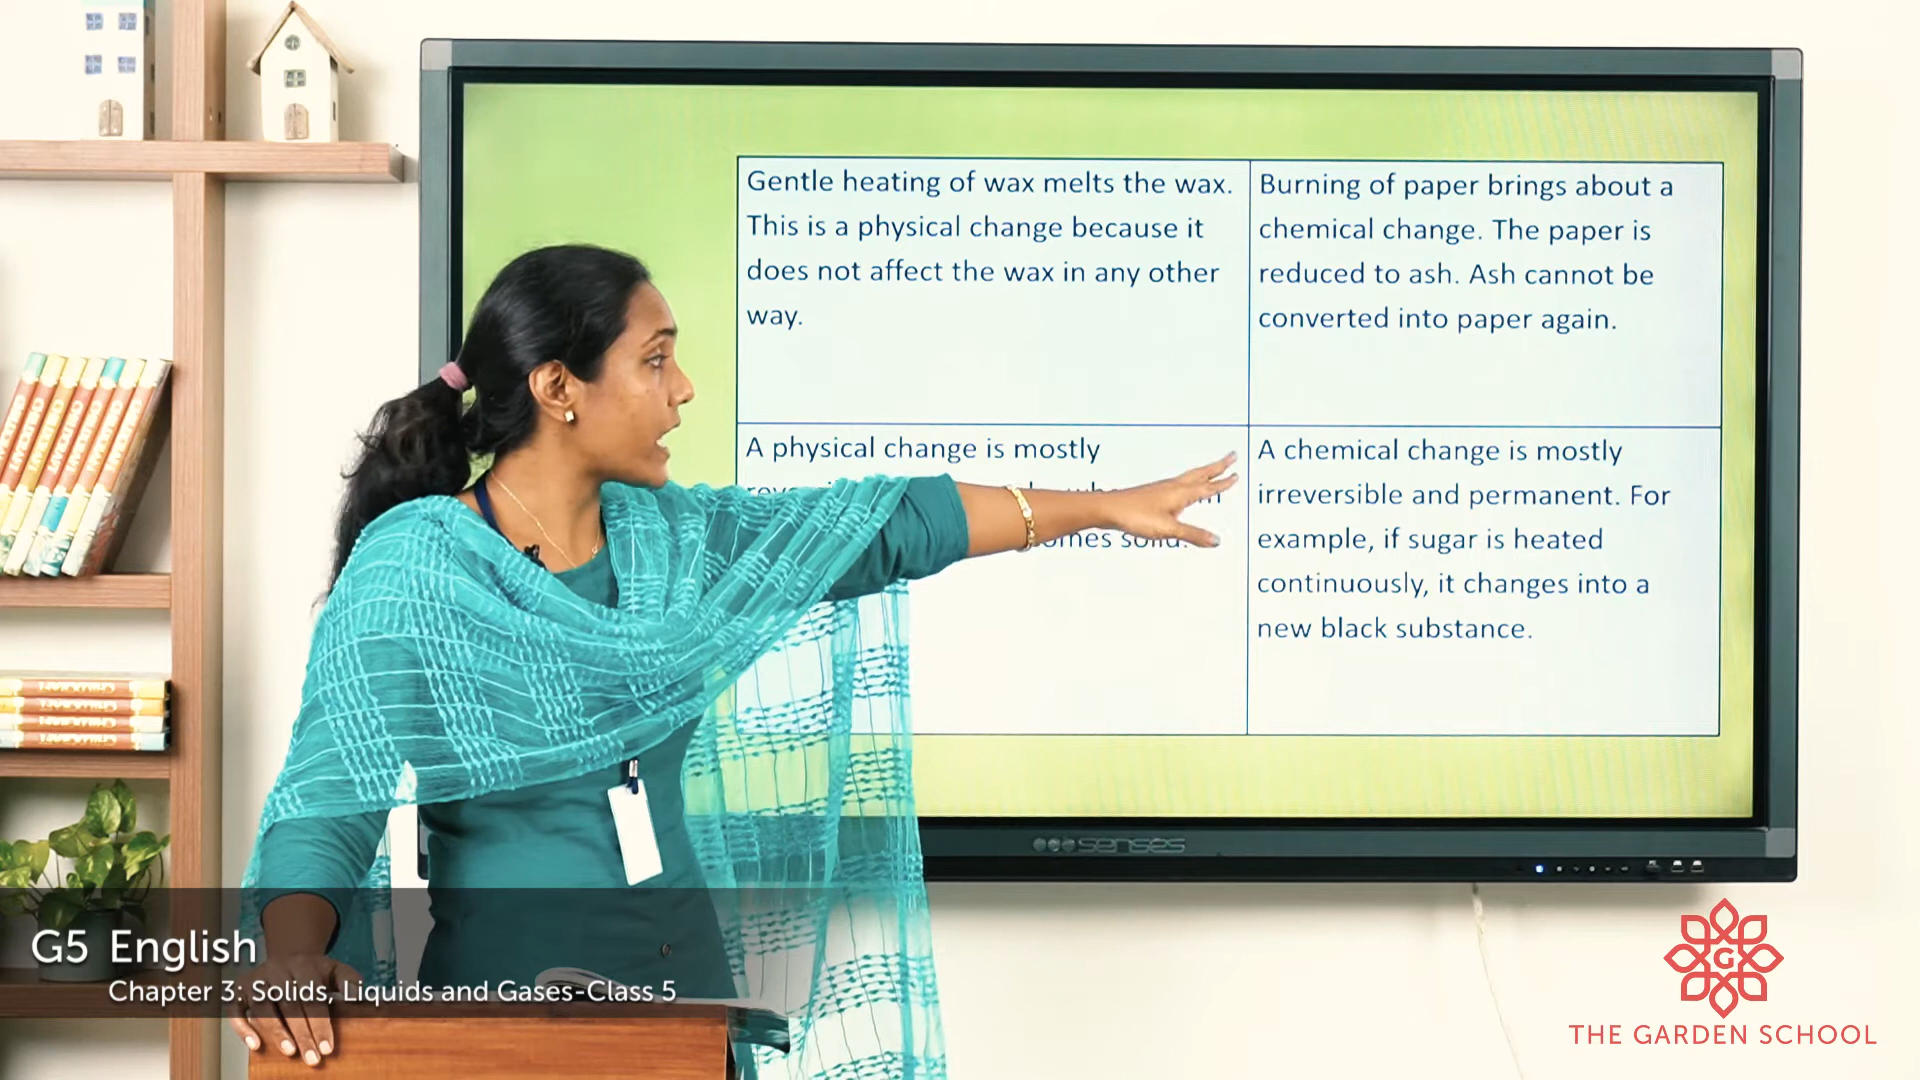 Gentle heating of wax melts the wax.
This is a physical change because it
does not affect the wax in any other
way.
Burning of paper brings about a
chemical change. The paper is
reduced to ash. Ash cannot be
converted into paper again.
A physical change is mostly
solid.
A chemical change is mostly
irreversible and permanent. For
example, if sugar is heated
continuously, it changes into a
new black substance.
senses
G5 English
Chapter 3: Solids, Liquids and Gases-Class 5
G
THE GARDEN SCHOOL